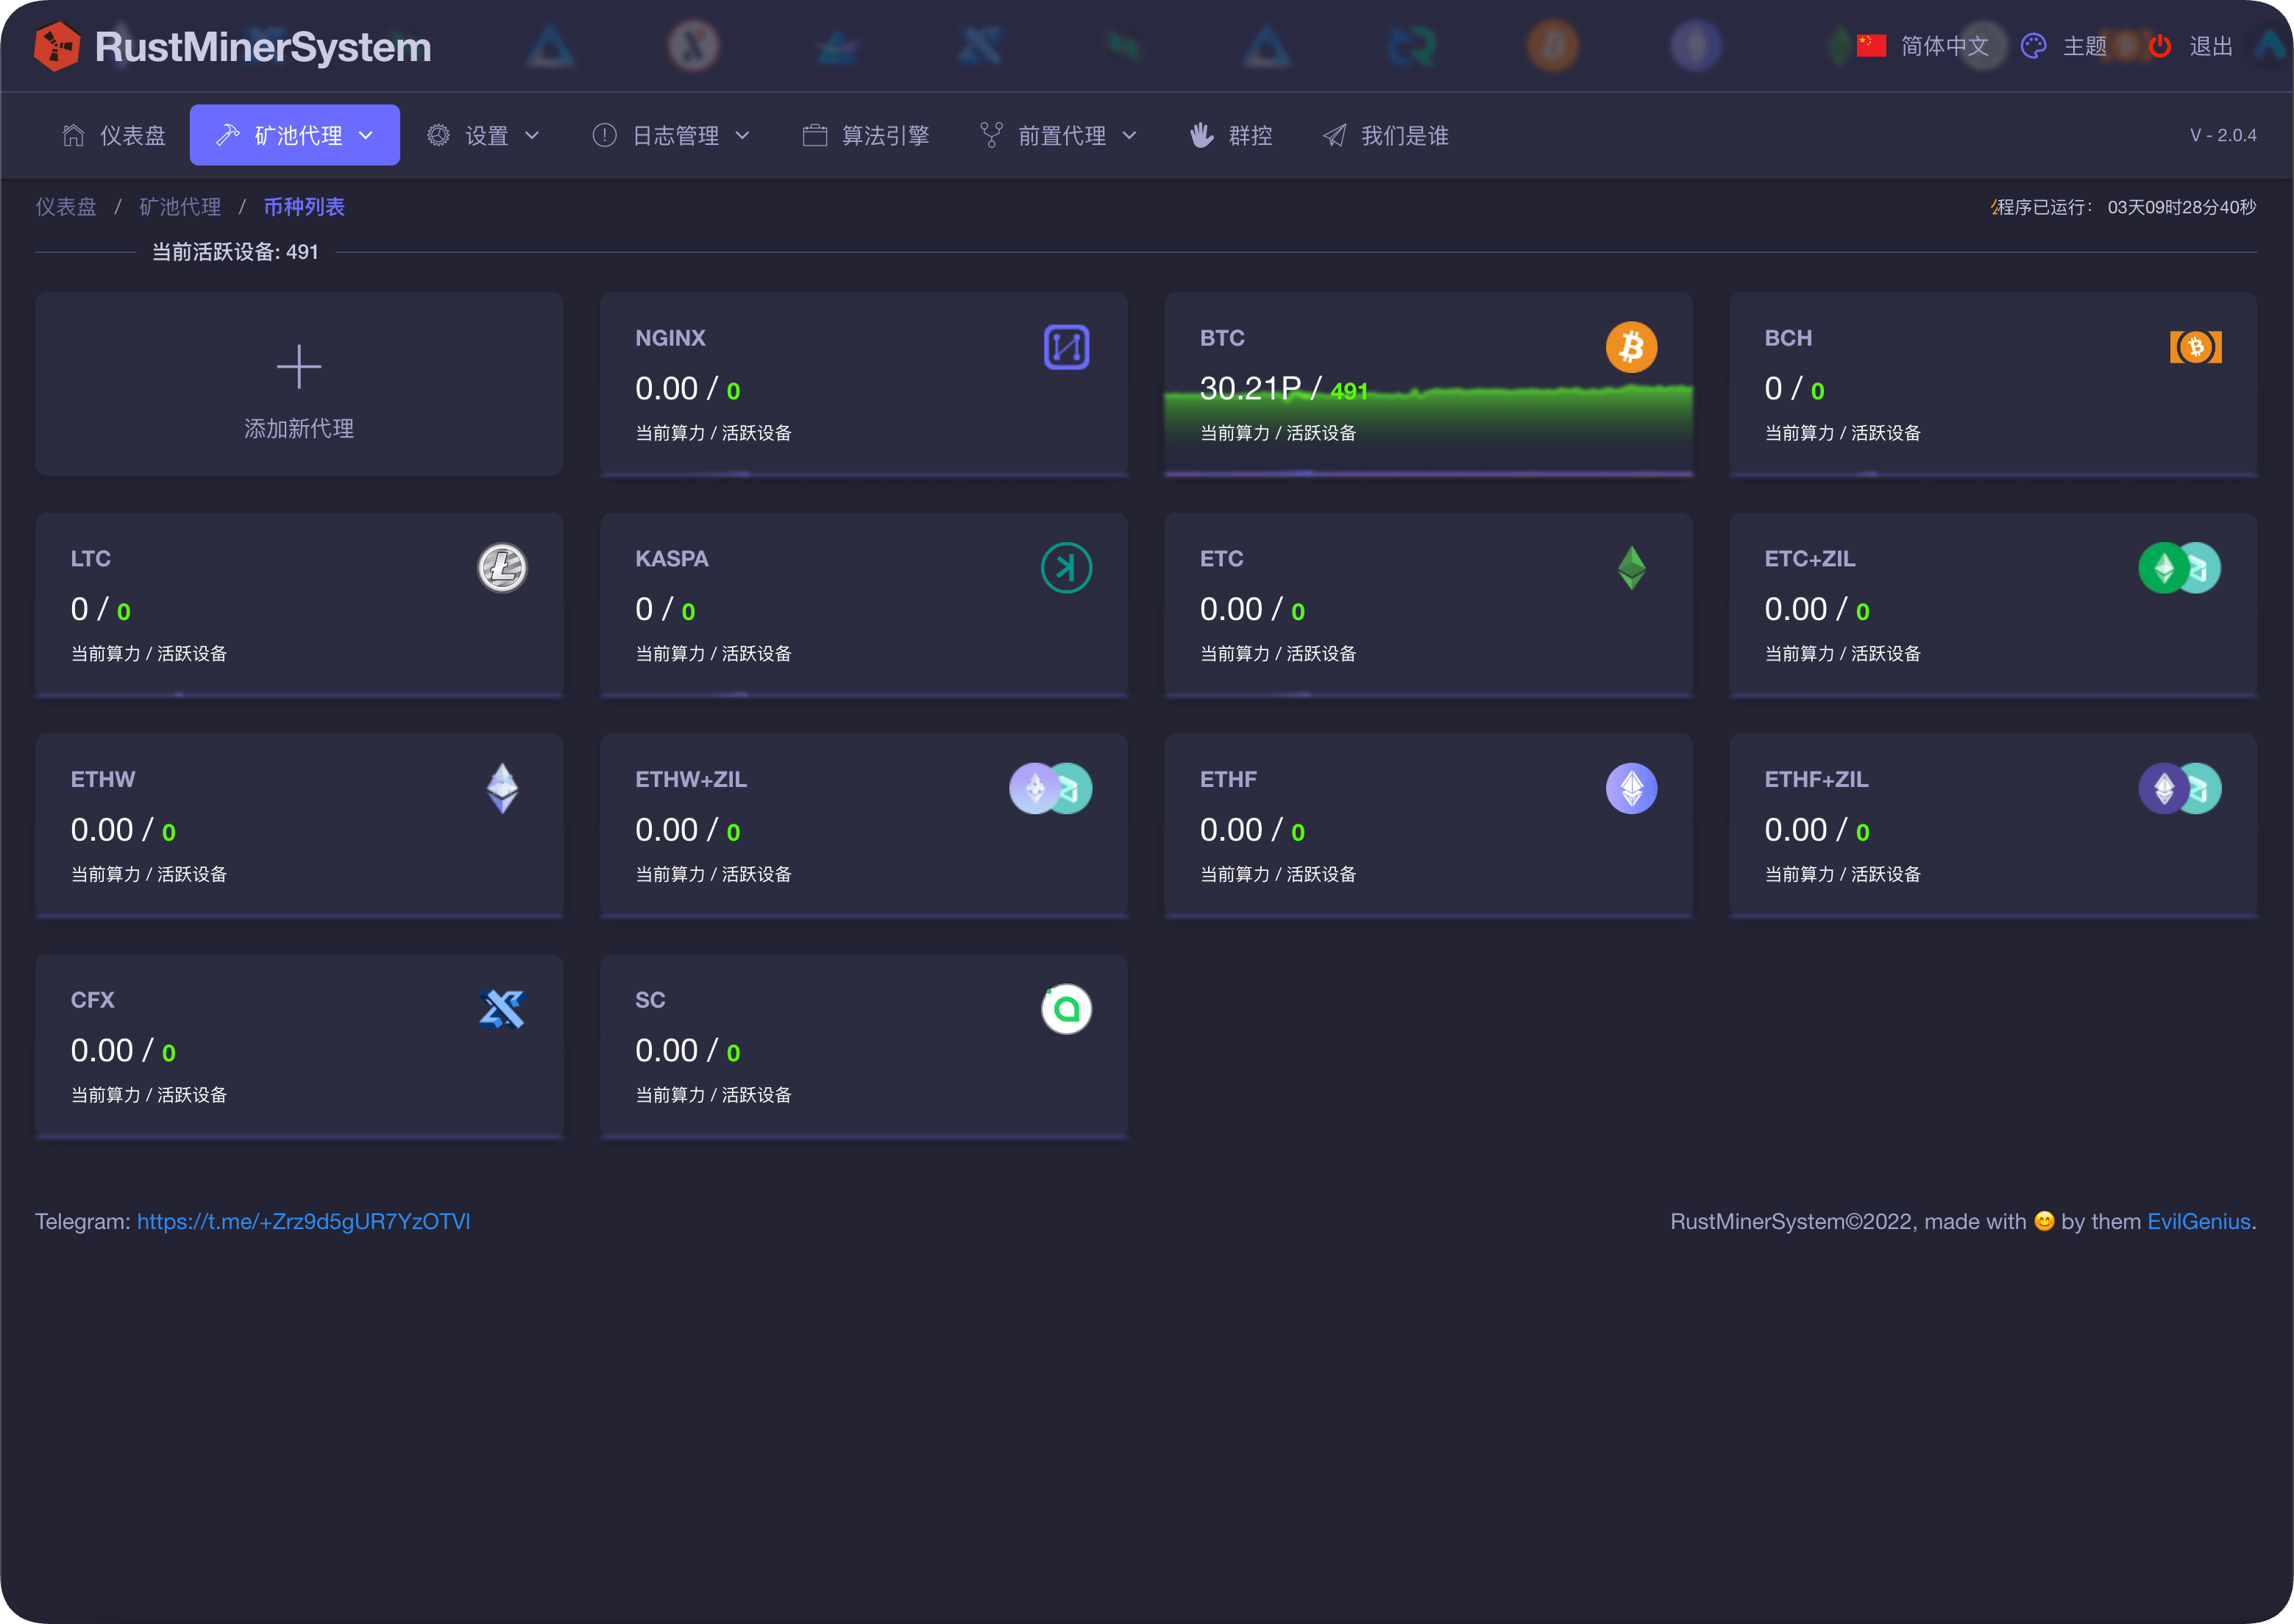 RustMinerSystem
简体中文 主题 退出
仪表盘 矿池代理 设置 日志管理 算法引擎 前置代理 群控 我们是谁 V - 2.0.4
仪表盘 / 矿池代理 / 币种列表 程序已运行： 03天09时28分40秒
当前活跃设备: 491
添加新代理
NGINX
0.00 / 0
当前算力 / 活跃设备
BTC
30.21P / 491
当前算力 / 活跃设备
BCH
0 / 0
当前算力 / 活跃设备
LTC
0 / 0
当前算力 / 活跃设备
KASPA
0 / 0
当前算力 / 活跃设备
ETC
0.00 / 0
当前算力 / 活跃设备
ETC+ZIL
0.00 / 0
当前算力 / 活跃设备
ETHW
0.00 / 0
当前算力 / 活跃设备
ETHW+ZIL
0.00 / 0
当前算力 / 活跃设备
ETHF
0.00 / 0
当前算力 / 活跃设备
ETHF+ZIL
0.00 / 0
当前算力 / 活跃设备
CFX
0.00 / 0
当前算力 / 活跃设备
SC
0.00 / 0
当前算力 / 活跃设备
Telegram: https://t.me/+Zrz9d5gUR7YzOTVl
RustMinerSystem©2022, made with 😊 by them EvilGenius.